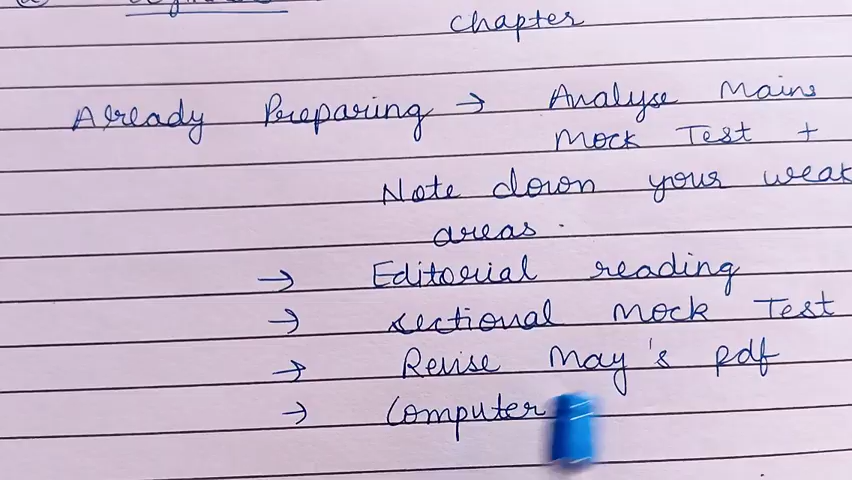 chapter
Already Preparing → Analyse Mains
Mock Test +
Note down your weak
areas.
→ Editorial reading
→ sectional Mock Test
→ Revise May's pdf
→ Computer